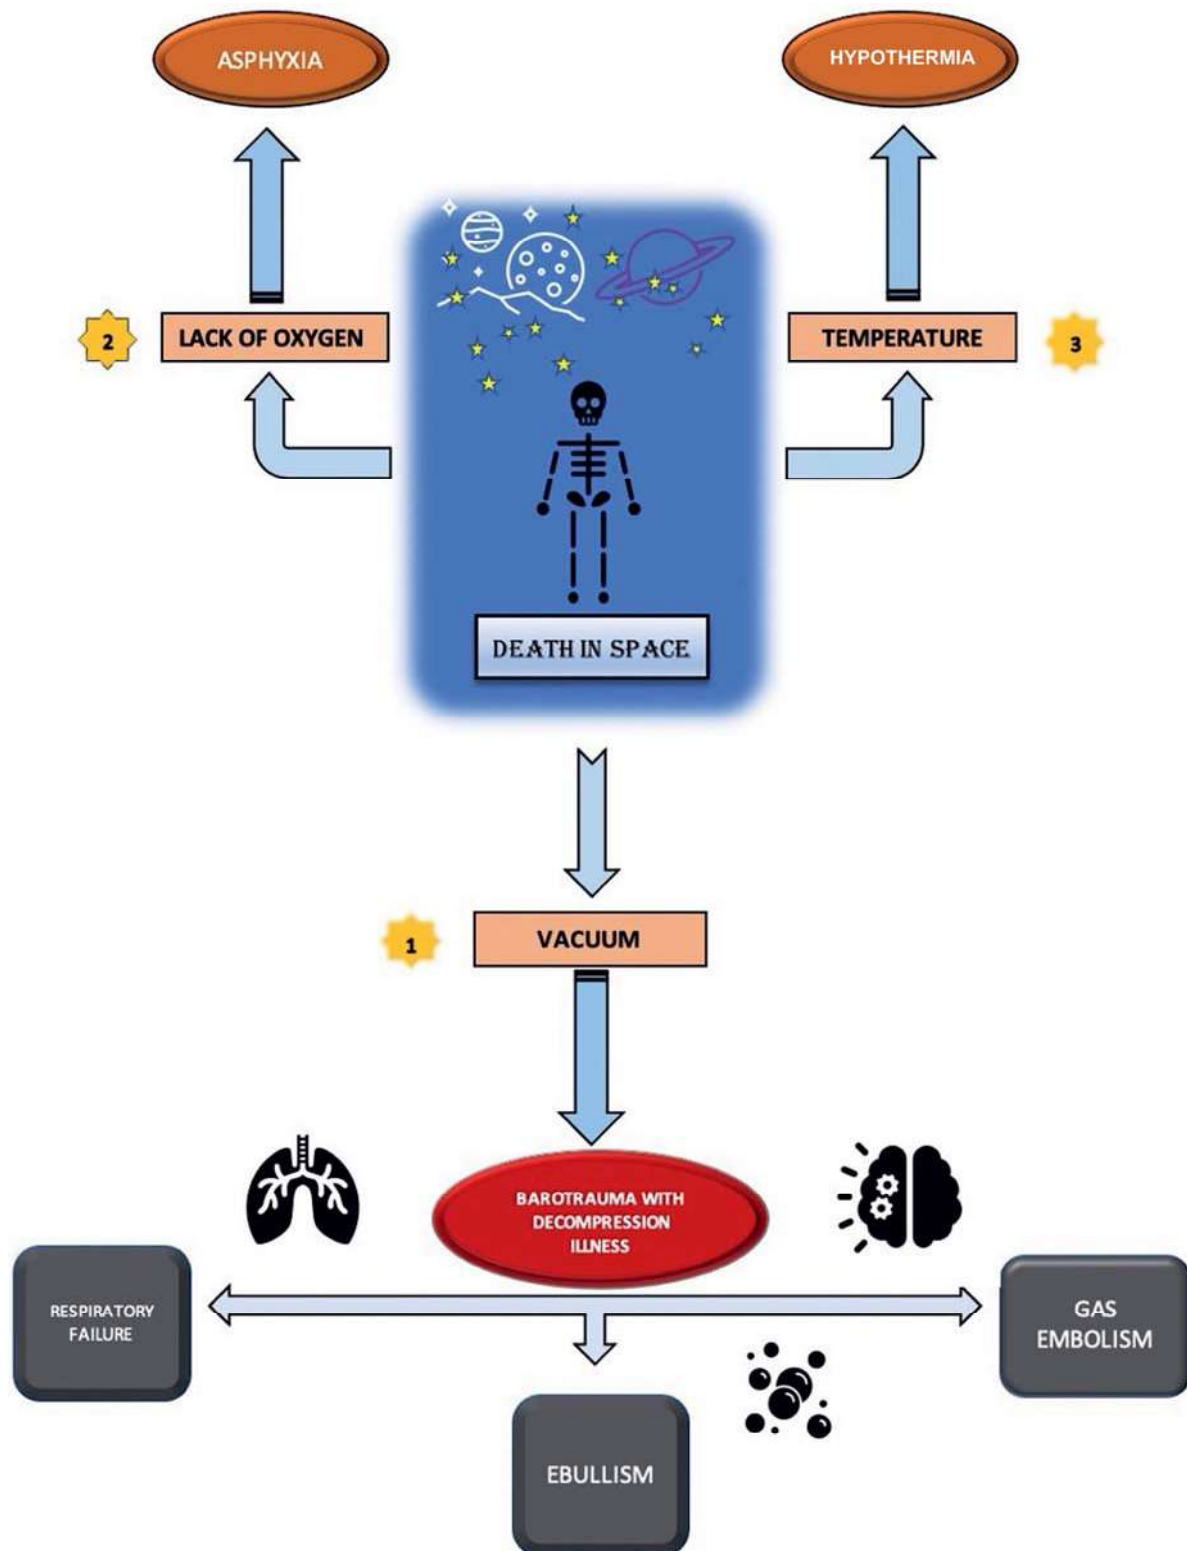 ASPHYXIA
HYPOTHERMIA
2
LACK OF OXYGEN
TEMPERATURE
3
DEATH IN SPACE
1
VACUUM
BAROTRAUMA WITH
DECOMPRESSION
ILLNESS
RESPIRATORY
FAILURE
GAS
EMBOLISM
EBULLISM